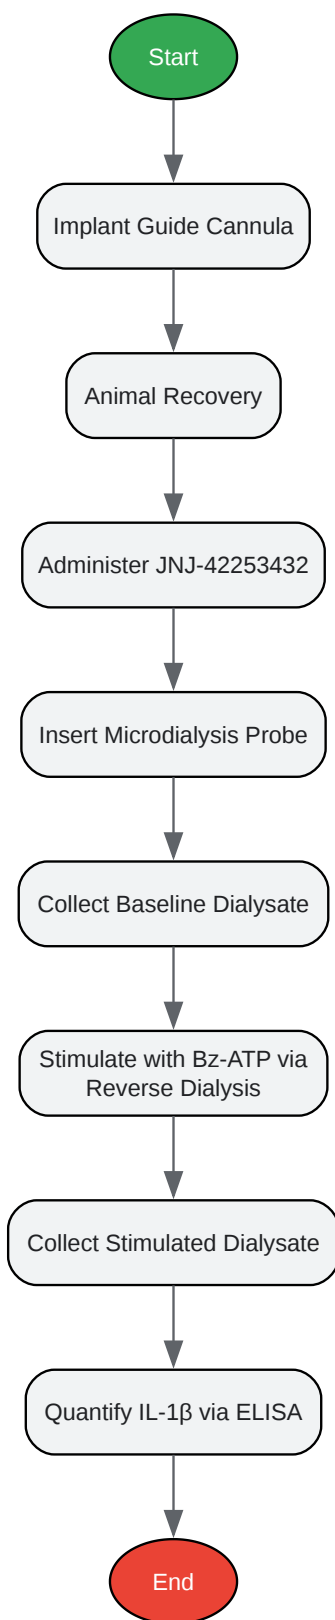 Start
Implant Guide Cannula
Animal Recovery
Administer JNJ-42253432
Insert Microdialysis Probe
Collect Baseline Dialysate
Stimulate with Bz-ATP via
Reverse Dialysis
Collect Stimulated Dialysate
Quantify IL-1β via ELISA
End